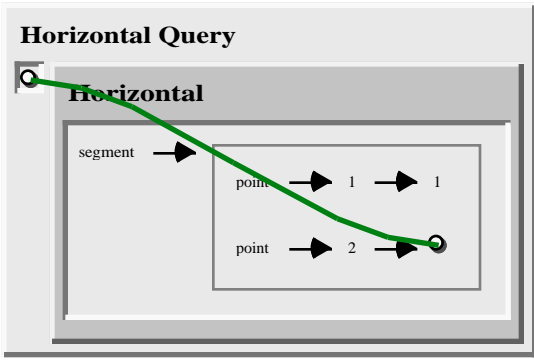 Horizontal Query
Horizontal
segment
point 1 1
point 2